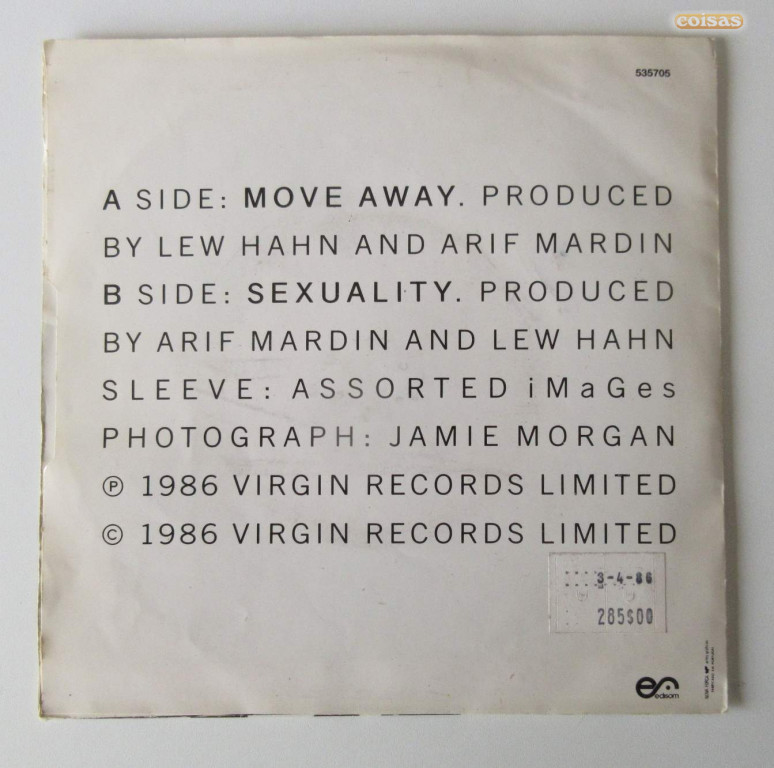 coisas
535705
A SIDE: MOVE AWAY. PRODUCED
BY LEW HAHN AND ARIF MARDIN
B SIDE: SEXUALITY. PRODUCED
BY ARIF MARDIN AND LEW HAHN
SLEEVE: ASSORTED iMaGes
PHOTOGRAPH: JAMIE MORGAN
℗ 1986 VIRGIN RECORDS LIMITED
© 1986 VIRGIN RECORDS LIMITED
3-4-86
285$00
edisom